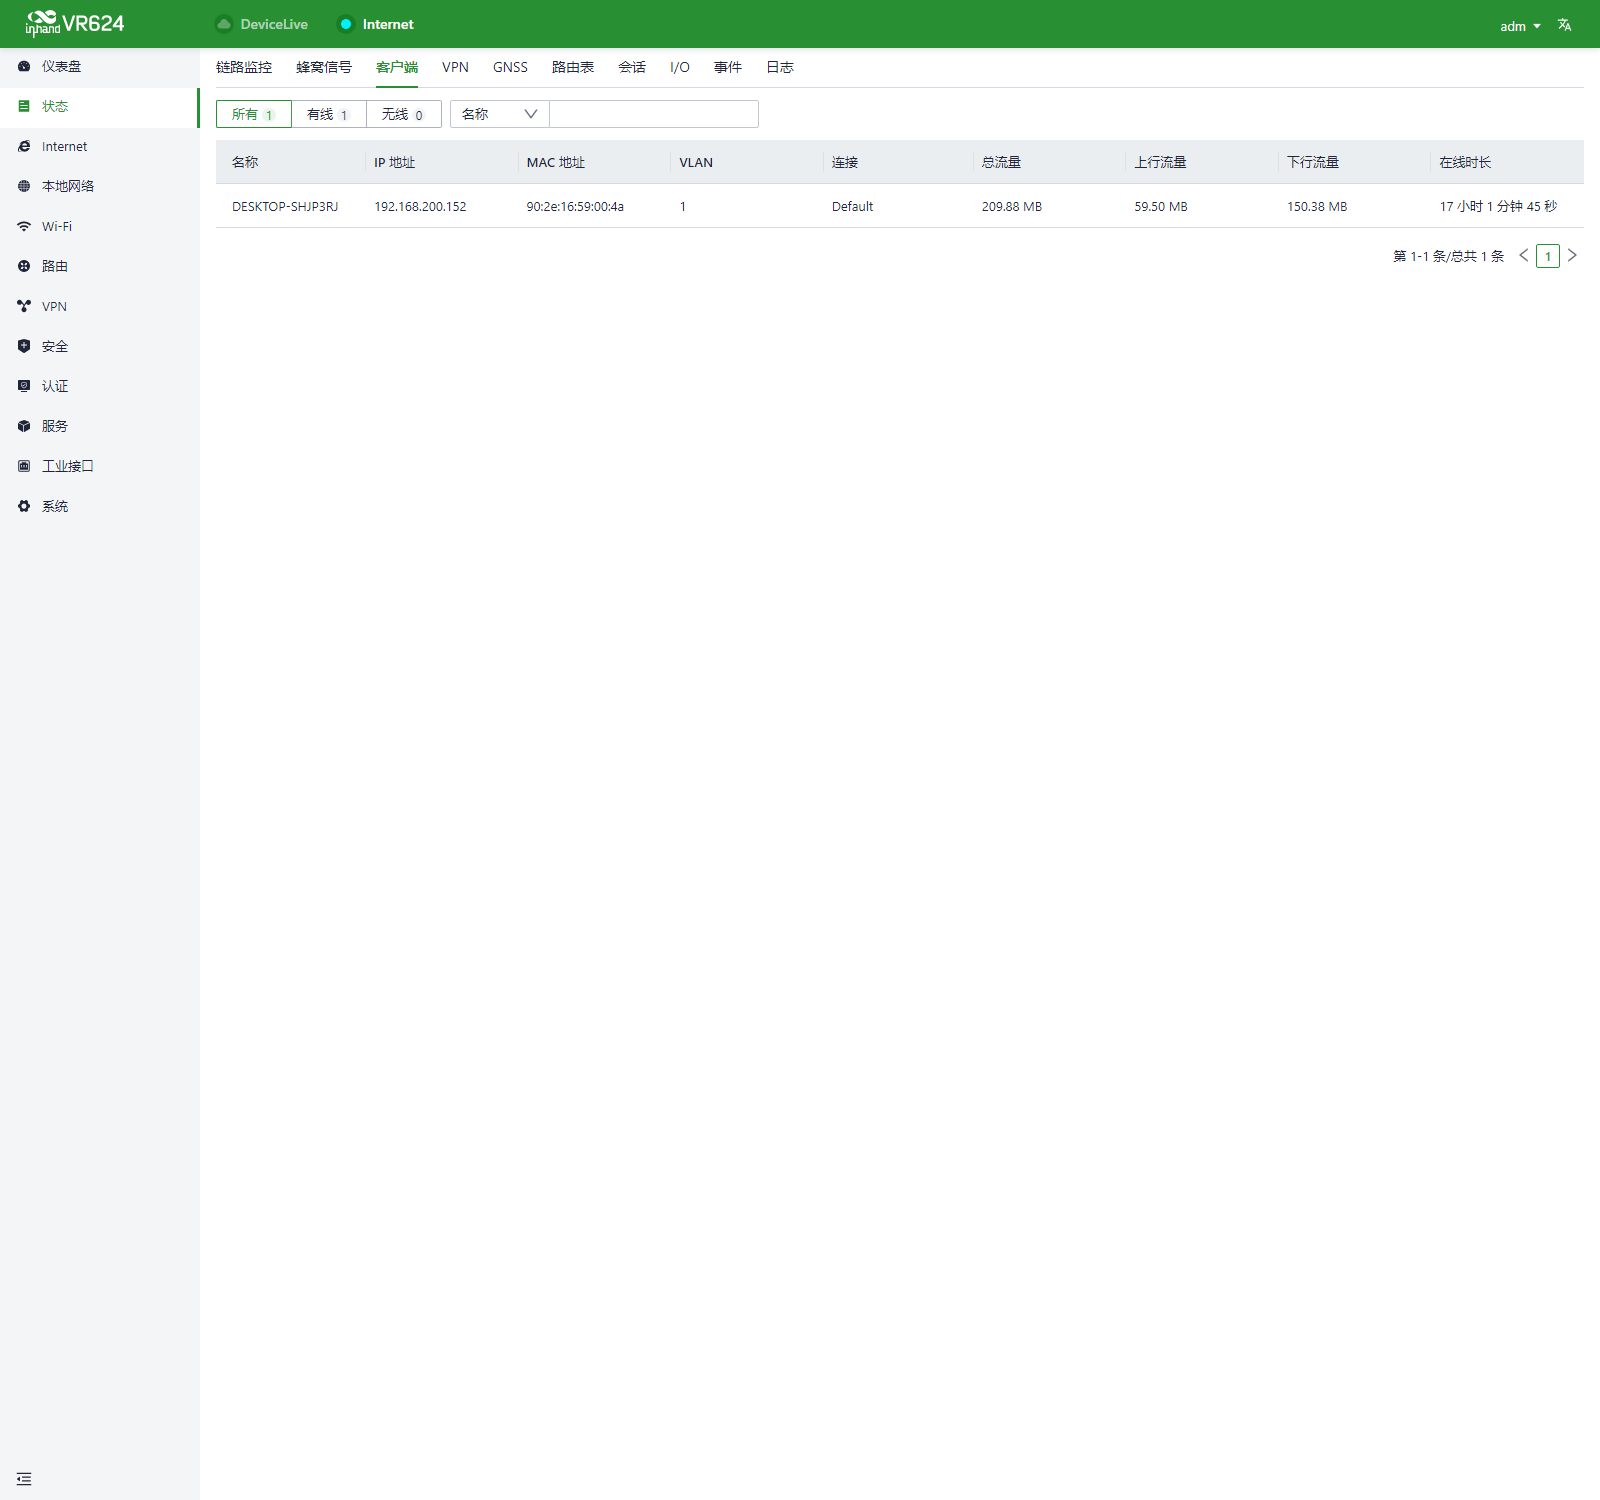 inhand VR624
DeviceLive Internet adm
仪表盘
状态
Internet
本地网络
Wi-Fi
路由
VPN
安全
认证
服务
工业接口
系统
链路监控 蜂窝信号 客户端 VPN GNSS 路由表 会话 I/O 事件 日志
所有 1 有线 1 无线 0 名称
名称 IP 地址 MAC 地址 VLAN 连接 总流量 上行流量 下行流量 在线时长
DESKTOP-SHJP3RJ 192.168.200.152 90:2e:16:59:00:4a 1 Default 209.88 MB 59.50 MB 150.38 MB 17 小时 1 分钟 45 秒
第 1-1 条/总共 1 条 1